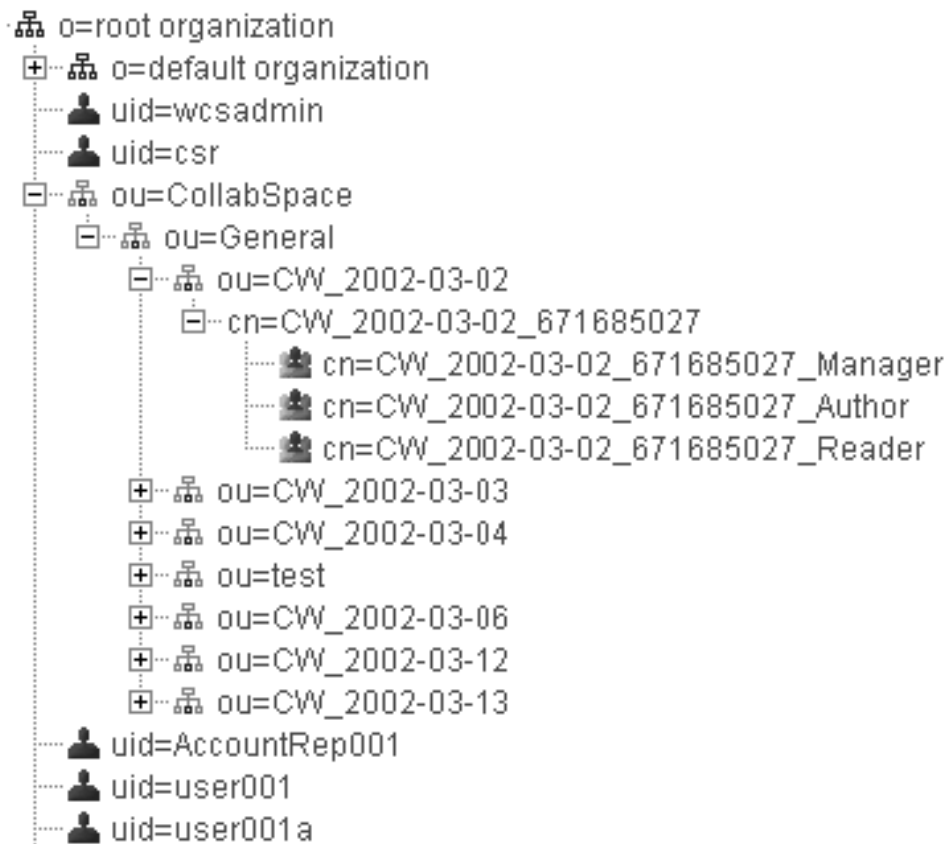 o=root organization
o=default organization
uid=wcsadmin
uid=csr
ou=CollabSpace
ou=General
ou=CW_2002-03-02
cn=CW_2002-03-02_671685027
cn=CW_2002-03-02_671685027_Manager
cn=CW_2002-03-02_671685027_Author
cn=CW_2002-03-02_671685027_Reader
ou=CW_2002-03-03
ou=CW_2002-03-04
ou=test
ou=CW_2002-03-06
ou=CW_2002-03-12
ou=CW_2002-03-13
uid=AccountRep001
uid=user001
uid=user001a